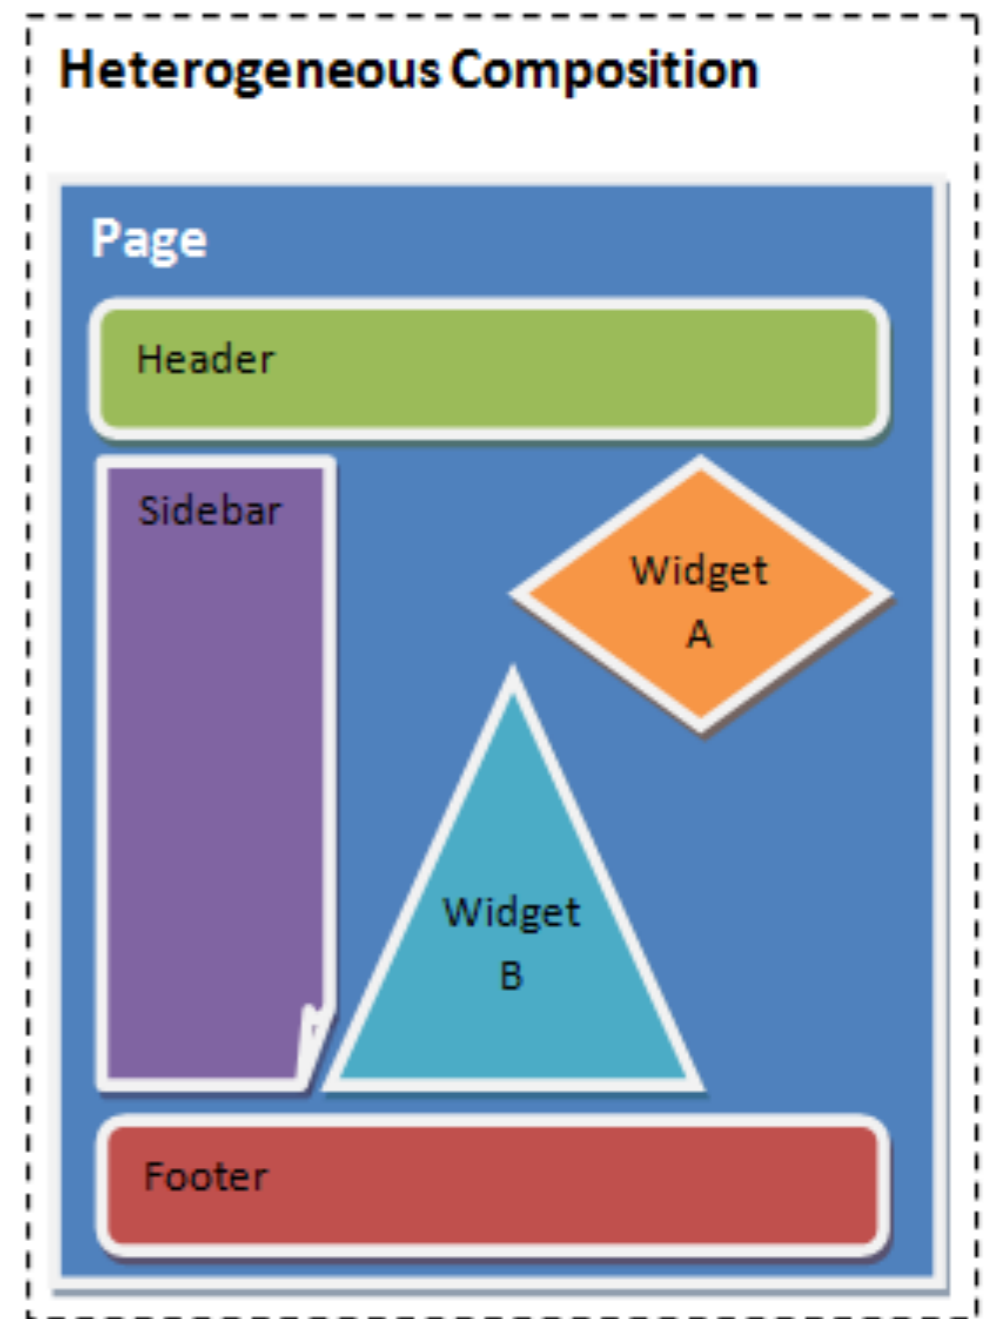 Heterogeneous Composition
Page
Header
Sidebar
Widget
A
Widget
B
Footer